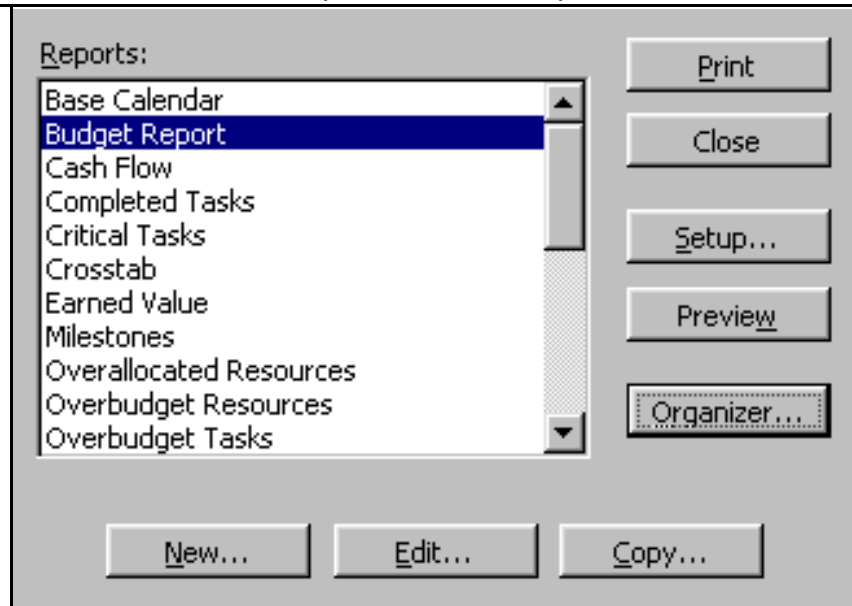 Reports:
Base Calendar
Budget Report
Cash Flow
Completed Tasks
Critical Tasks
Crosstab
Earned Value
Milestones
Overallocated Resources
Overbudget Resources
Overbudget Tasks
Print
Close
Setup...
Preview
Organizer...
New...
Edit...
Copy...